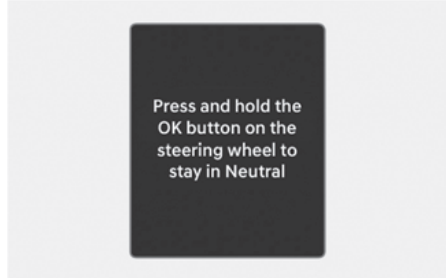 Press and hold the
OK button on the
steering wheel to
stay in Neutral